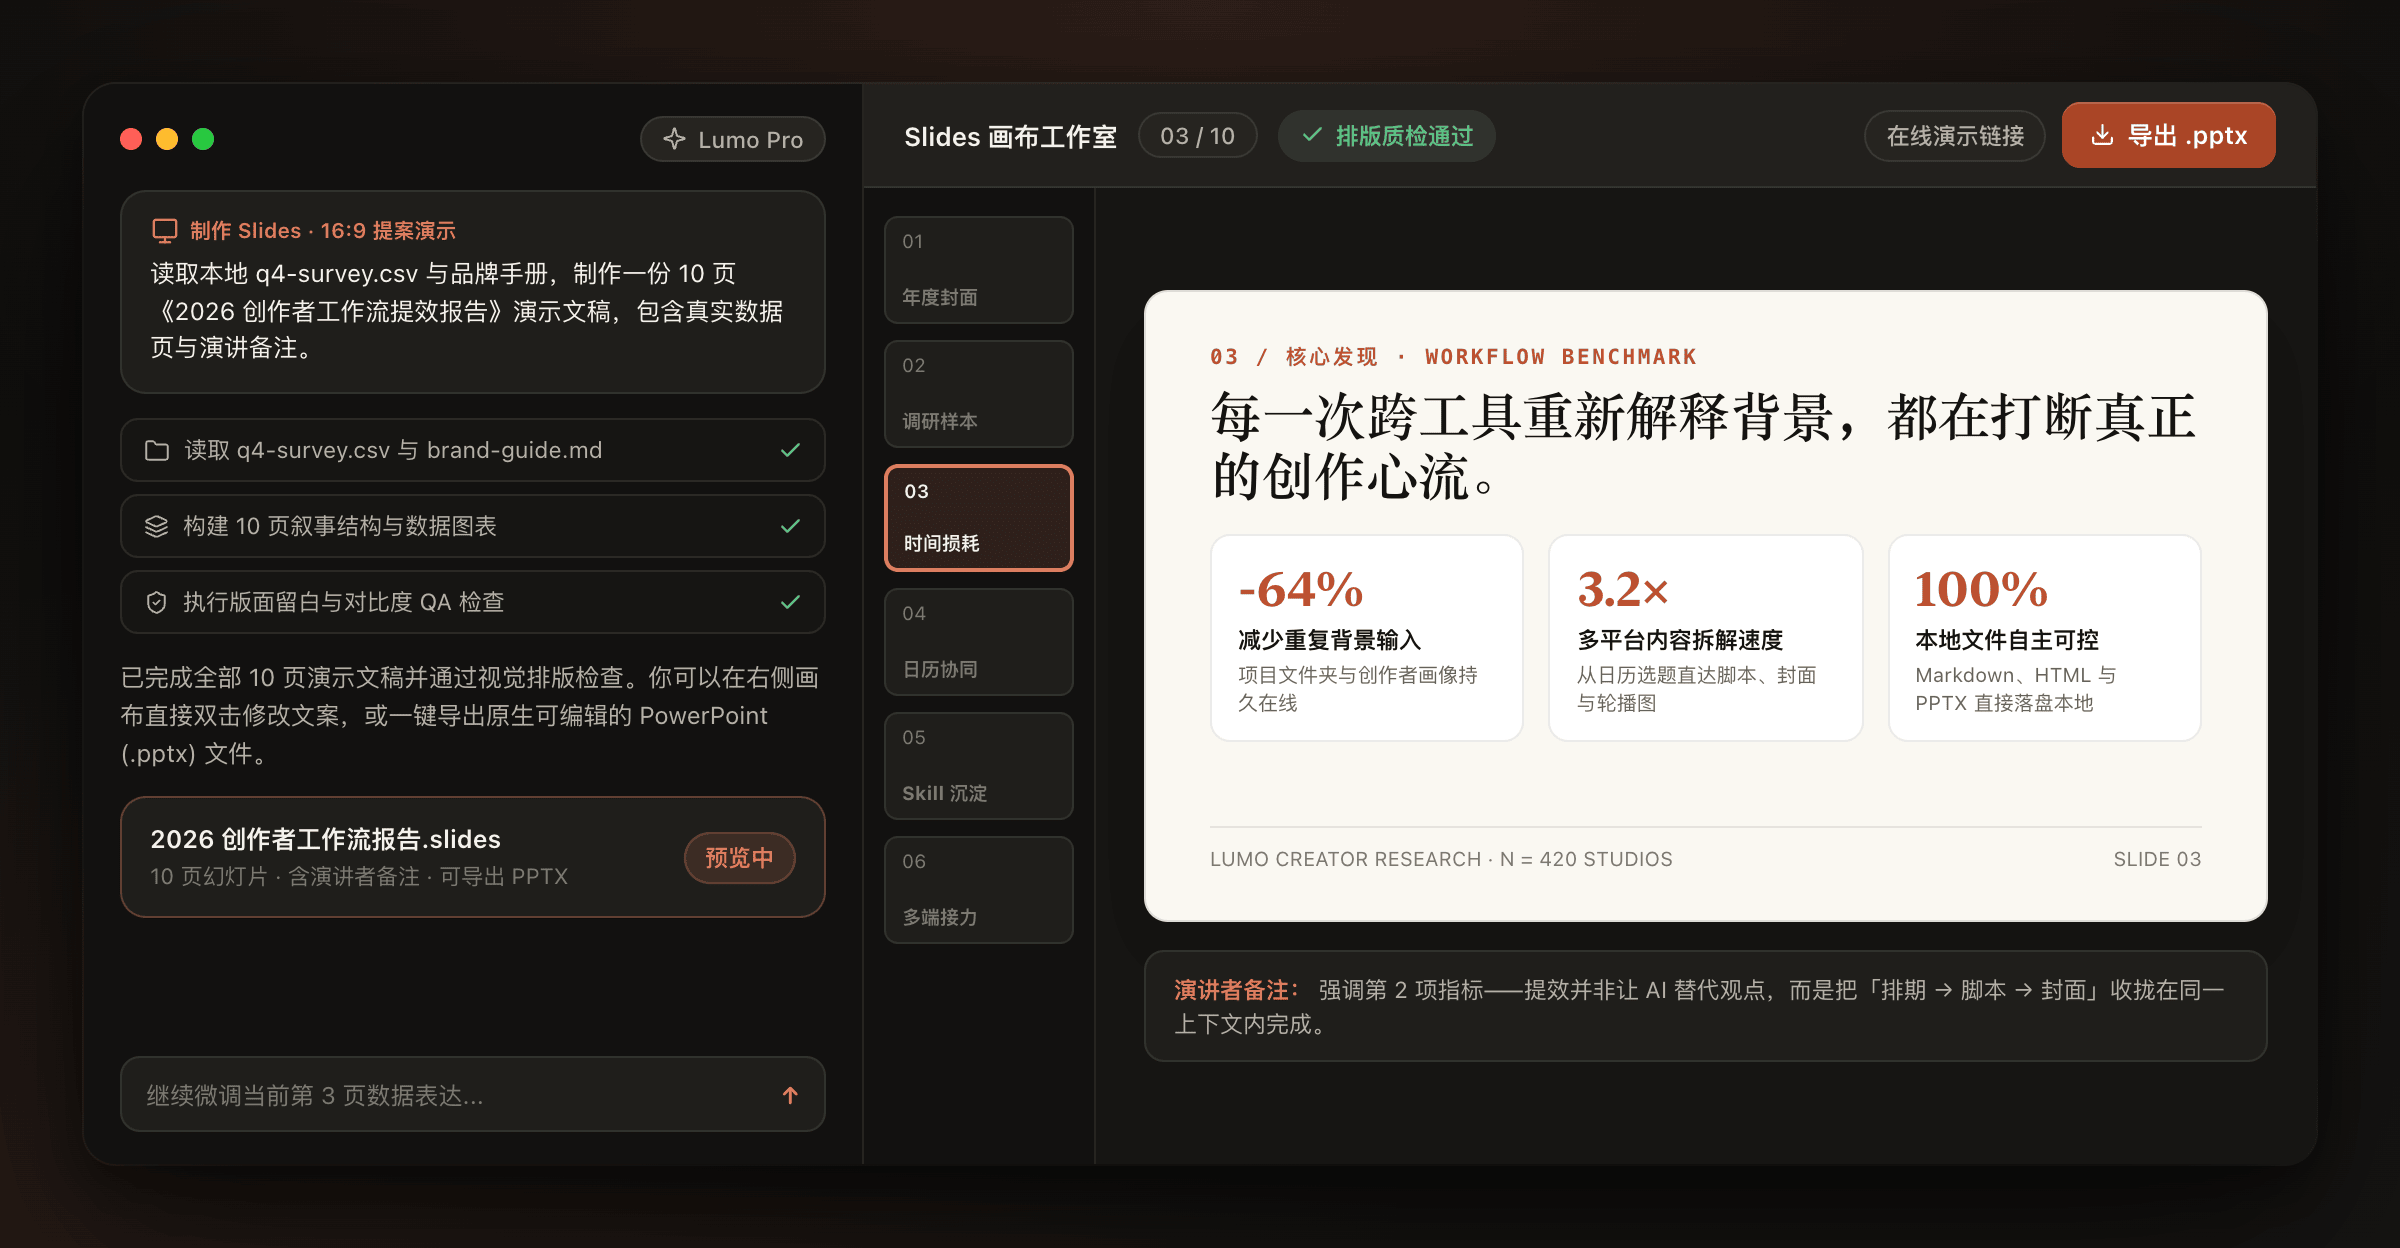 Lumo Pro
制作 Slides · 16:9 提案演示
读取本地 q4-survey.csv 与品牌手册，制作一份 10 页
《2026 创作者工作流提效报告》演示文稿，包含真实数据
页与演讲备注。
读取 q4-survey.csv 与 brand-guide.md
构建 10 页叙事结构与数据图表
执行版面留白与对比度 QA 检查
已完成全部 10 页演示文稿并通过视觉排版检查。你可以在右侧画
布直接双击修改文案，或一键导出原生可编辑的 PowerPoint
(.pptx) 文件。
2026 创作者工作流报告.slides
10 页幻灯片 · 含演讲者备注 · 可导出 PPTX
预览中
继续微调当前第 3 页数据表达...
Slides 画布工作室
03 / 10
排版质检通过
在线演示链接
导出 .pptx
01
年度封面
02
调研样本
03
时间损耗
04
日历协同
05
Skill 沉淀
06
多端接力
03 / 核心发现 · WORKFLOW BENCHMARK
每一次跨工具重新解释背景，都在打断真正
的创作心流。
-64%
减少重复背景输入
项目文件夹与创作者画像持
久在线
3.2×
多平台内容拆解速度
从日历选题直达脚本、封面
与轮播图
100%
本地文件自主可控
Markdown、HTML 与
PPTX 直接落盘本地
LUMO CREATOR RESEARCH · N = 420 STUDIOS
SLIDE 03
演讲者备注： 强调第 2 项指标——提效并非让 AI 替代观点，而是把「排期 → 脚本 → 封面」收拢在同一
上下文内完成。